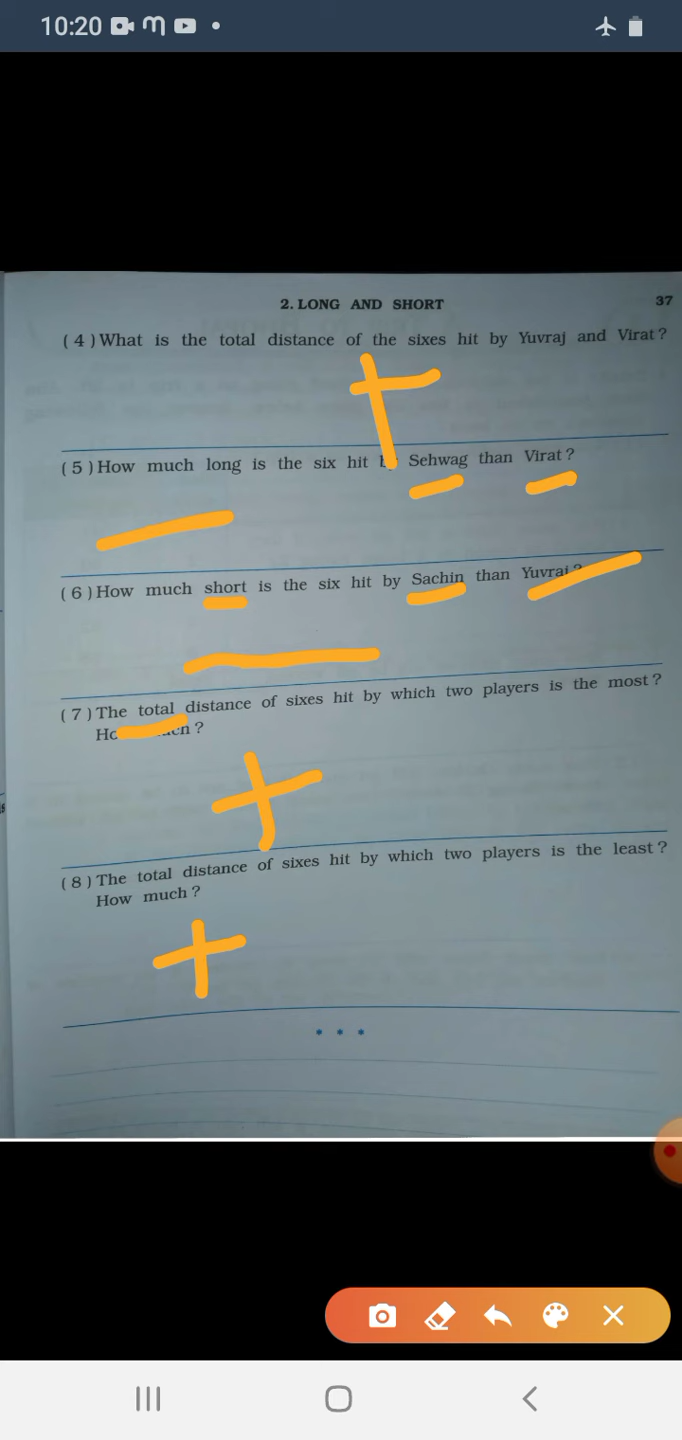 10:20
2. LONG AND SHORT 37
( 4 ) What is the total distance of the sixes hit by Yuvraj and Virat ?
( 5 ) How much long is the six hit Sehwag than Virat ?
( 6 ) How much short is the six hit by Sachin than Yuvraj ?
( 7 ) The total distance of sixes hit by which two players is the most ?
?
( 8 ) The total distance of sixes hit by which two players is the least ?
How much ?